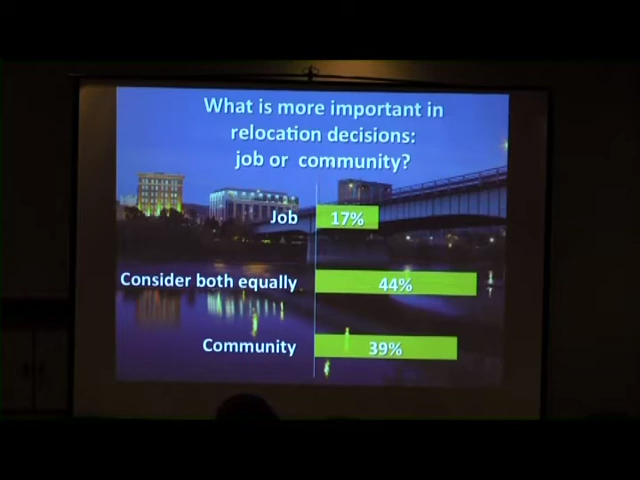 What is more important in
relocation decisions:
job or community?
Job 17%
Consider both equally 44%
Community 39%